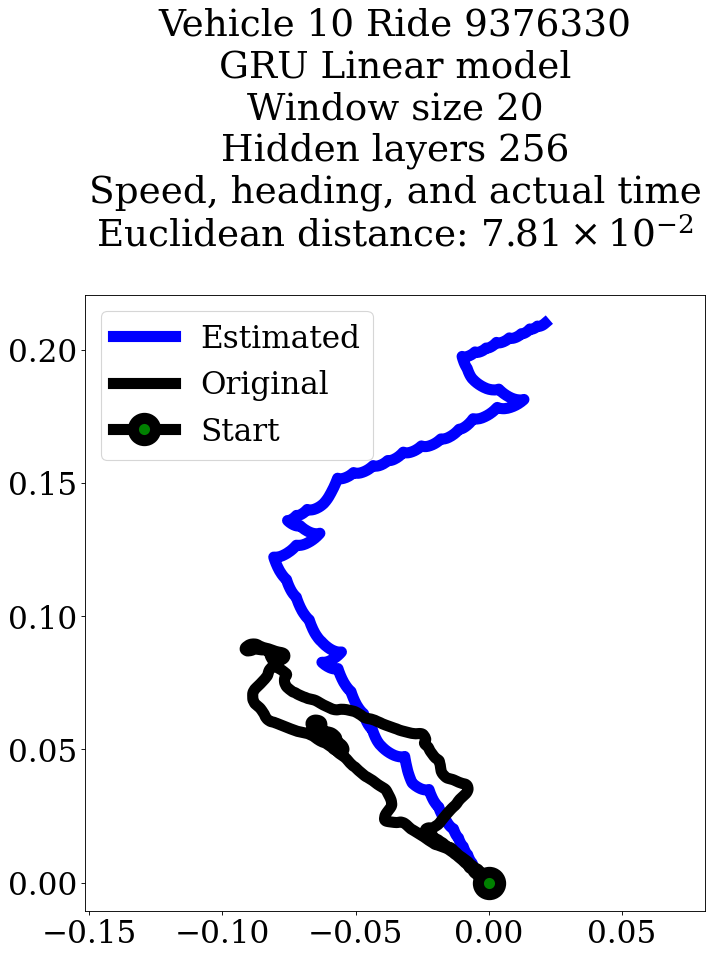 Vehicle 10 Ride 9376330
GRU Linear model
Window size 20
Hidden layers 256
Speed, heading, and actual time
Euclidean distance: 7.81 × 10⁻²
Estimated
Original
Start
0.20
0.15
0.10
0.05
0.00
−0.15 −0.10 −0.05 0.00 0.05